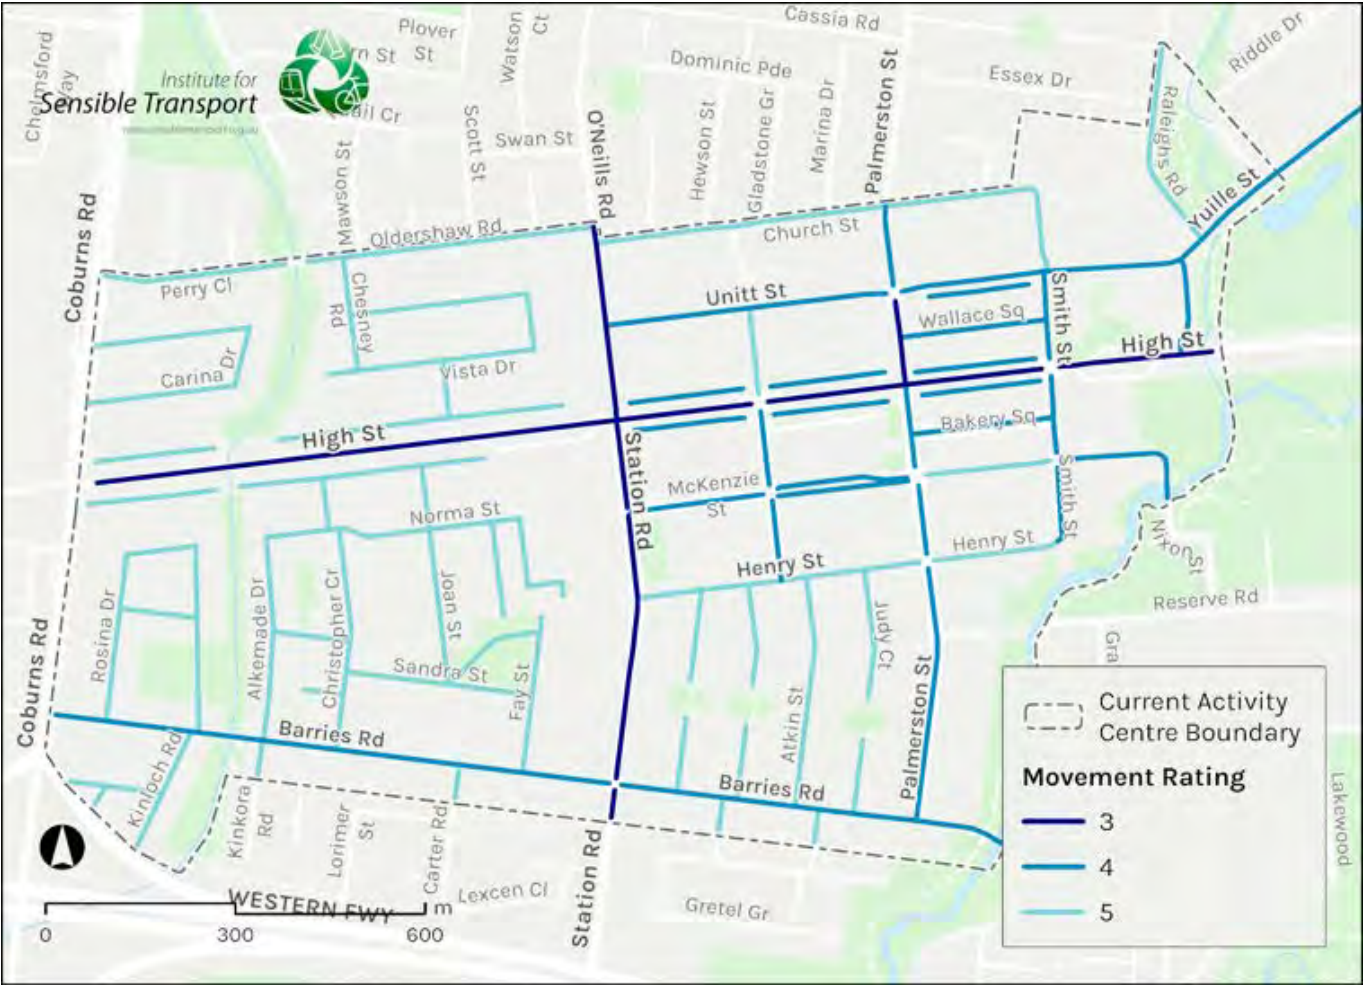 Institute for
Sensible Transport
Chelmsford
Way
Plover
St
rn St
ail Cr
Watson
Ct
Swan St
Scott St
Mawson St
O'Neills Rd
Cassia Rd
Dominic Pde
Hewson St
Gladstone Gr
Marina Dr
Palmerston St
Essex Dr
Riddle Dr
Raleighs Rd
Yuille St
Coburns Rd
Oldershaw Rd
Perry Cl
Chesney
Rd
Church St
Unitt St
Wallace Sq
Smith St
High St
Carina Dr
Vista Dr
High St
Station Rd
Bakery Sq
McKenzie
St
Smith St
Norma St
Henry St
Henry St
Nixon St
Reserve Rd
Gra
Rosina Dr
Alkemade Dr
Christopher Cr
Joan St
Sandra St
Fay St
Judy Ct
Atkin St
Palmerston St
Coburns Rd
Barries Rd
Barries Rd
Kinloch Rd
Kinkora
Rd
Lorimer
St
Carter Rd
Lexcen Cl
Station Rd
Gretel Gr
WESTERN FWY
Lakewood
m
0
300
600
Current Activity
Centre Boundary
Movement Rating
3
4
5